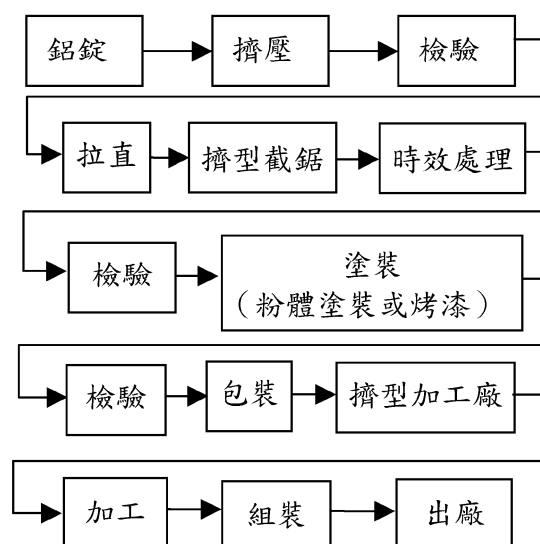 鋁錠
擠壓
檢驗
拉直
擠型截鋸
時效處理
檢驗
塗裝
（粉體塗裝或烤漆）
檢驗
包裝
擠型加工廠
加工
組裝
出廠